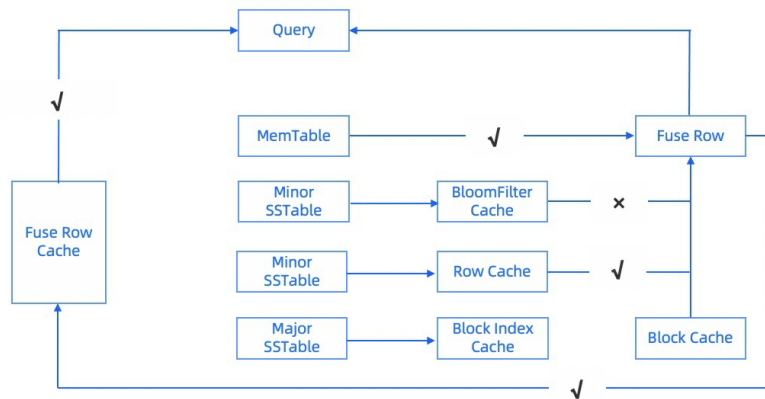 Query
√
MemTable
√
Fuse Row
Minor
SSTable
BloomFilter
Cache
×
Fuse Row
Cache
Minor
SSTable
Row Cache
√
Major
SSTable
Block Index
Cache
Block Cache
√